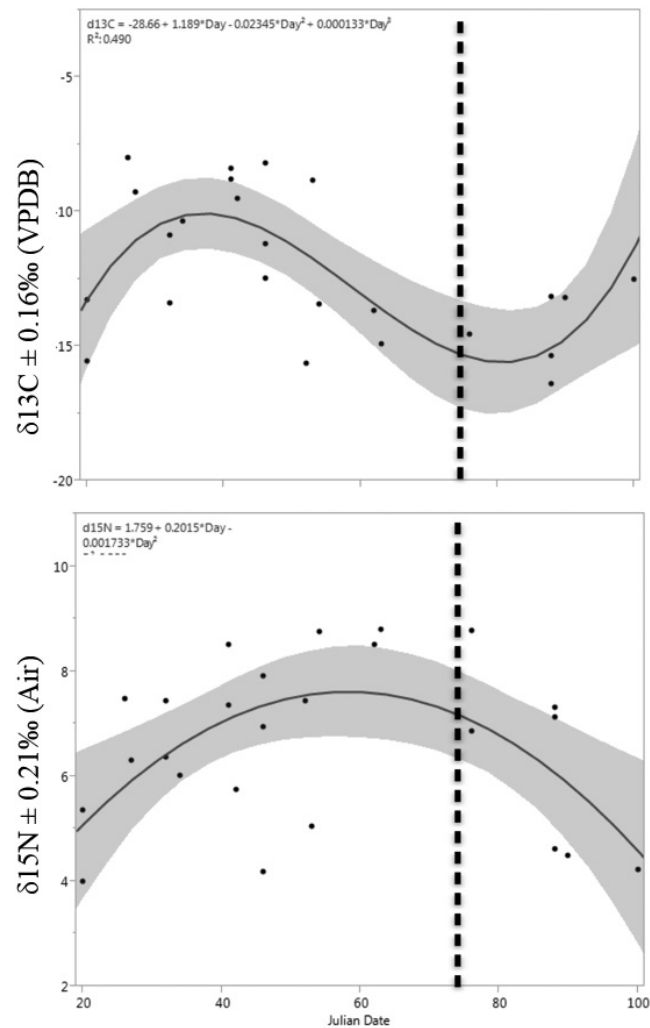 d13C = -28.66 + 1.189*Day - 0.02345*Day² + 0.000133*Day³
R²: 0.490
-5
-10
-15
-20
δ13C ± 0.16‰ (VPDB)
d15N = 1.759 + 0.2015*Day -
0.001733*Day²
10
8
6
4
2
δ15N ± 0.21‰ (Air)
20 40 60 80 100
Julian Date